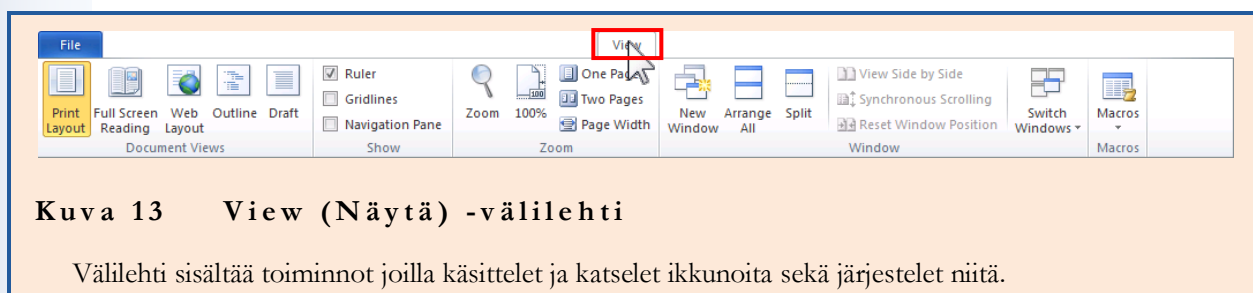 File View
Ruler One Page View Side by Side
Gridlines Two Pages Synchronous Scrolling
Print Full Screen Web Outline Draft Navigation Pane Zoom 100% Page Width New Arrange Split Reset Window Position Switch Macros
Layout Reading Layout Window All Windows
Document Views Show Zoom Window Macros
Kuva 13 View (Näytä) -välilehti
Välilehti sisältää toiminnot joilla käsittelet ja katselet ikkunoita sekä järjestelet niitä.